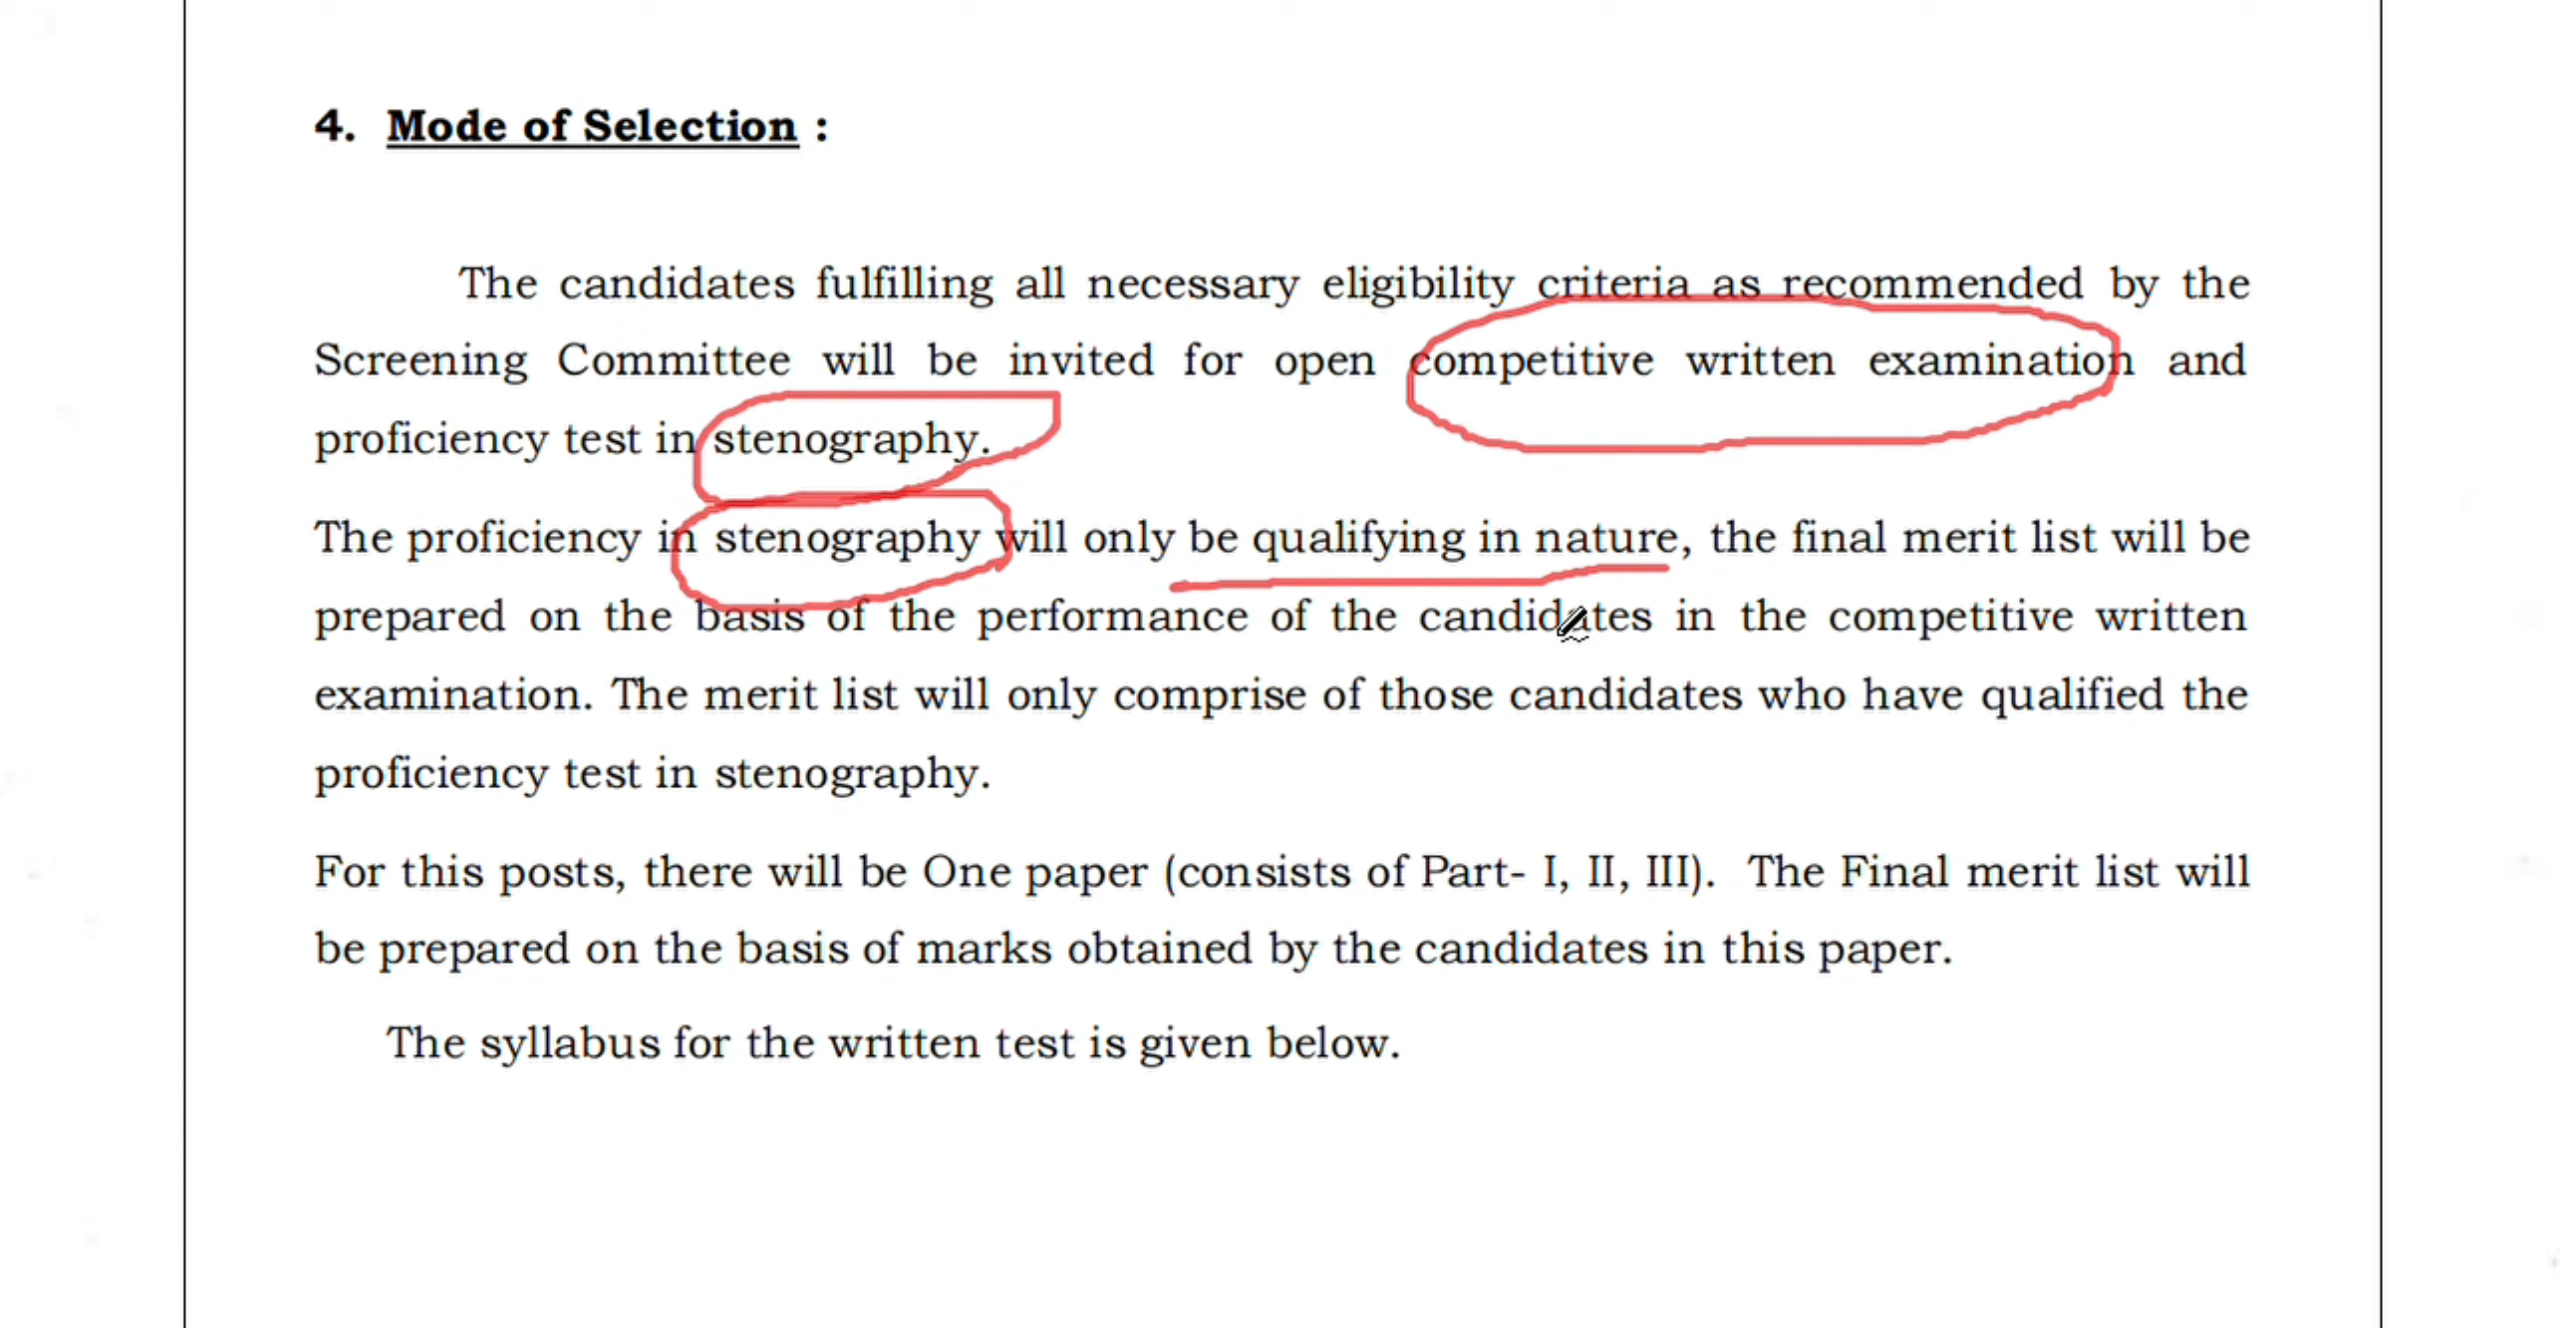 4. Mode of Selection :
The candidates fulfilling all necessary eligibility criteria as recommended by the
Screening Committee will be invited for open competitive written examination and
proficiency test in stenography.
The proficiency in stenography will only be qualifying in nature, the final merit list will be
prepared on the basis of the performance of the candidates in the competitive written
examination. The merit list will only comprise of those candidates who have qualified the
proficiency test in stenography.
For this posts, there will be One paper (consists of Part- I, II, III). The Final merit list will
be prepared on the basis of marks obtained by the candidates in this paper.
The syllabus for the written test is given below.